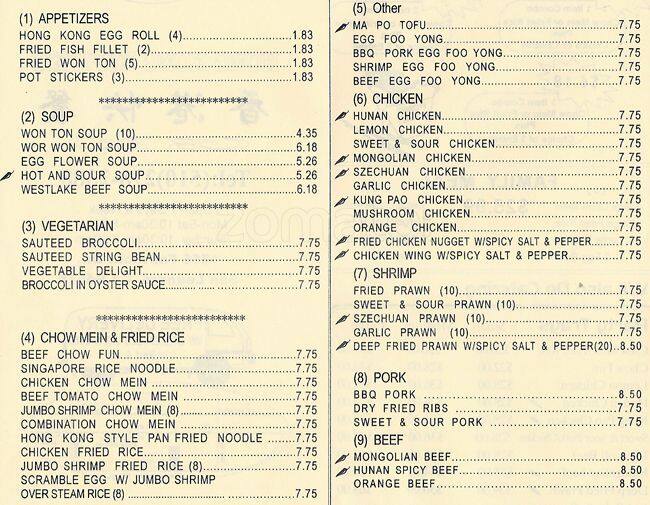 (1) APPETIZERS
HONG KONG EGG ROLL (4)..........................1.83
FRIED FISH FILLET (2)..................................1.83
FRIED WON TON (5)....................................1.83
POT STICKERS (3).......................................1.83
************************
(2) SOUP
WON TON SOUP (10)....................................4.35
WOR WON TON SOUP..................................6.18
EGG FLOWER SOUP.....................................5.26
HOT AND SOUR SOUP...................................5.26
WESTLAKE BEEF SOUP.................................6.18
************************
(3) VEGETARIAN
SAUTEED BROCCOLI.....................................7.75
SAUTEED STRING BEAN................................7.75
VEGETABLE DELIGHT....................................7.75
BROCCOLI IN OYSTER SAUCE..........................7.75
************************
(4) CHOW MEIN & FRIED RICE
BEEF CHOW FUN.........................................7.75
SINGAPORE RICE NOODLE.............................7.75
CHICKEN CHOW MEIN ..................................7.75
BEEF TOMATO CHOW MEIN ............................7.75
JUMBO SHRIMP CHOW MEIN (8)......................7.75
COMBINATION CHOW MEIN ...........................7.75
HONG KONG STYLE PAN FRIED NOODLE .......7.75
CHICKEN FRIED RICE....................................7.75
JUMBO SHRIMP FRIED RICE (8).......................7.75
SCRAMBLE EGG W/ JUMBO SHRIMP
OVER STEAM RICE (8) ..................................7.75
(5) Other
MA PO TOFU..............................................7.75
EGG FOO YONG..........................................7.75
BBQ PORK EGG FOO YONG...........................7.75
SHRIMP EGG FOO YONG...............................7.75
BEEF EGG FOO YONG...................................7.75
(6) CHICKEN
HUNAN CHICKEN.........................................7.75
LEMON CHICKEN.........................................7.75
SWEET & SOUR CHICKEN..............................7.75
MONGOLIAN CHICKEN...................................7.75
SZECHUAN CHICKEN....................................7.75
GARLIC CHICKEN........................................7.75
KUNG PAO CHICKEN....................................7.75
MUSHROOM CHICKEN...................................7.75
ORANGE CHICKEN.......................................7.75
FRIED CHICKEN NUGGET W/SPICY SALT & PEPPER.......7.75
CHICKEN WING W/SPICY SALT & PEPPER.........7.75
(7) SHRIMP
FRIED PRAWN (10).......................................7.75
SWEET & SOUR PRAWN (10)..........................7.75
SZECHUAN PRAWN (10).................................7.75
GARLIC PRAWN (10).....................................7.75
DEEP FRIED PRAWN W/SPICY SALT & PEPPER(20)..8.50
(8) PORK
BBQ PORK ................................................8.50
DRY FRIED RIBS .........................................7.75
SWEET & SOUR PORK ..................................7.75
(9) BEEF
MONGOLIAN BEEF........................................8.50
HUNAN SPICY BEEF.....................................8.50
ORANGE BEEF............................................8.50